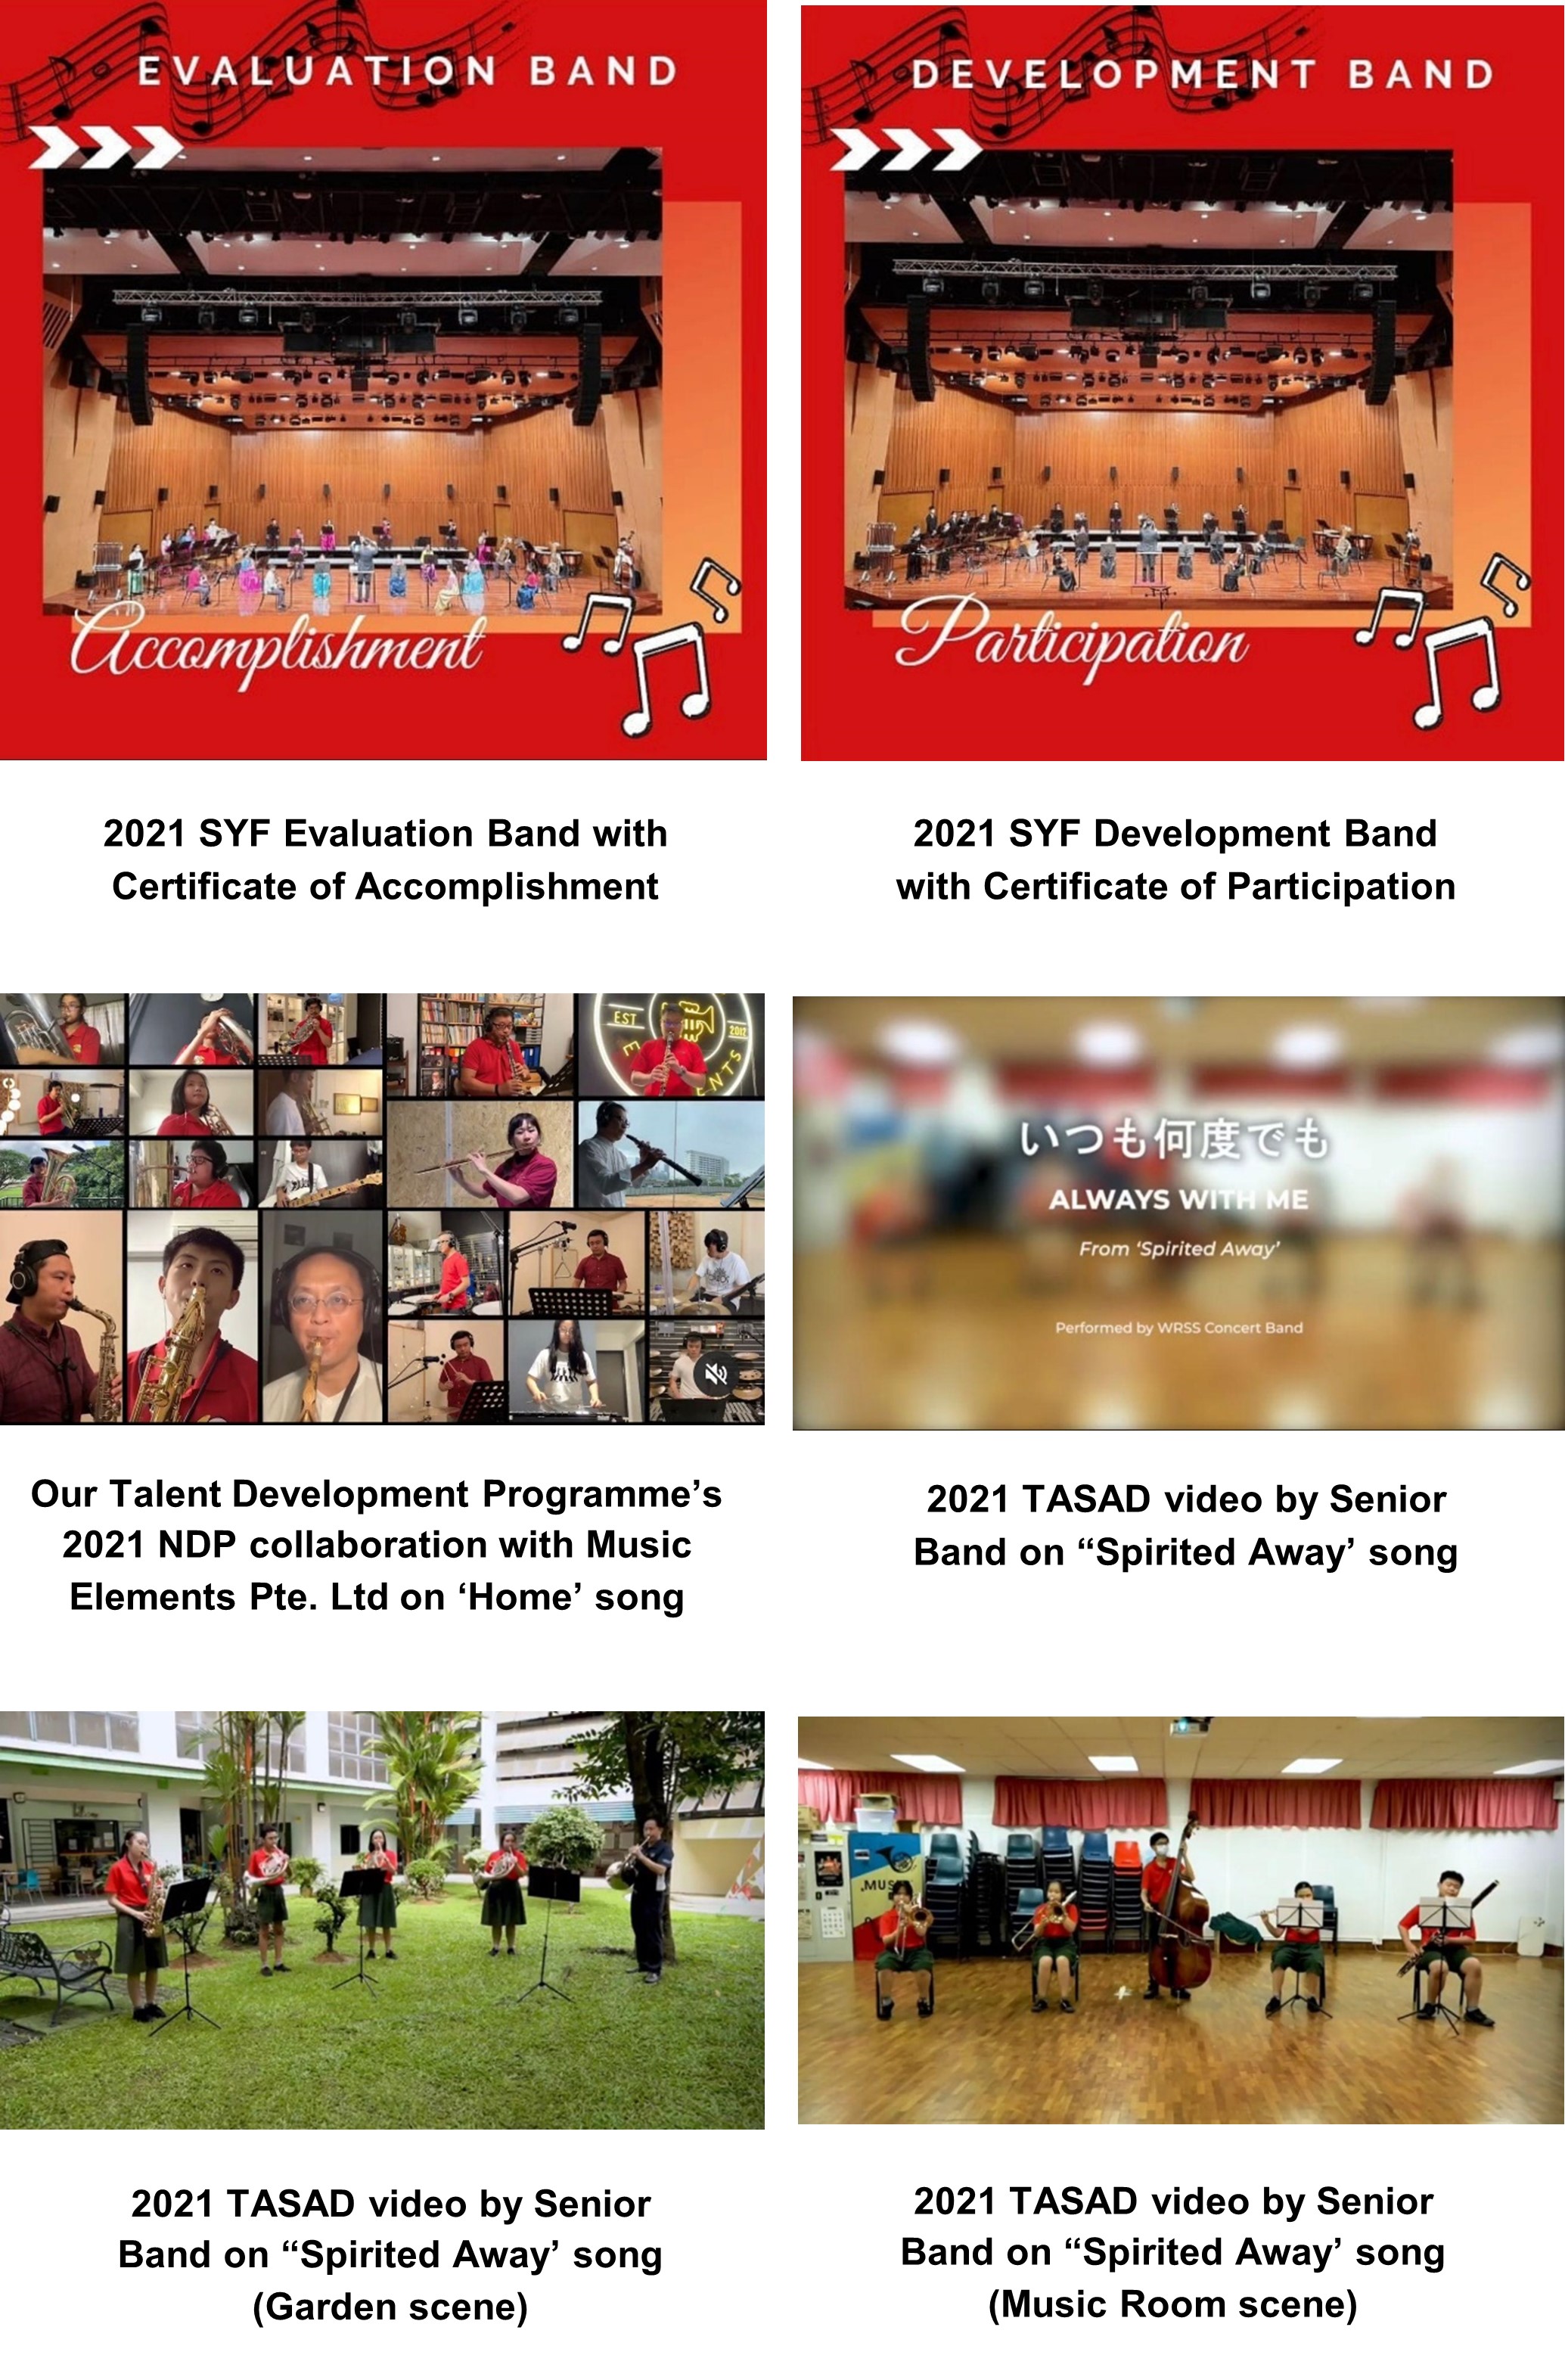 EVALUATION BAND
Accomplishment
DEVELOPMENT BAND
Participation
2021 SYF Evaluation Band with
Certificate of Accomplishment
2021 SYF Development Band
with Certificate of Participation
EST
2012
E
ENTS
いつも何度でも
ALWAYS WITH ME
From ‘Spirited Away’
Performed by WRSS Concert Band
Our Talent Development Programme’s
2021 NDP collaboration with Music
Elements Pte. Ltd on ‘Home’ song
2021 TASAD video by Senior
Band on “Spirited Away’ song
MUS
2021 TASAD video by Senior
Band on “Spirited Away’ song
(Garden scene)
2021 TASAD video by Senior
Band on “Spirited Away’ song
(Music Room scene)